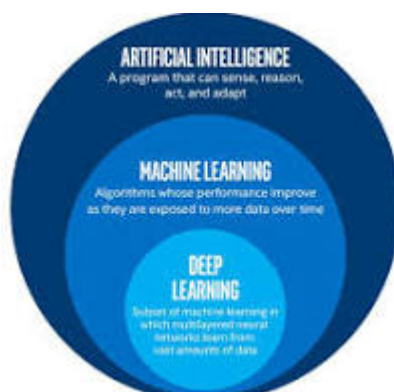 ARTIFICIAL INTELLIGENCE
A program that can sense, reason,
act, and adapt
MACHINE LEARNING
Algorithms whose performance improve
as they are exposed to more data over time
DEEP
LEARNING
Subset of machine learning in
which multilayered neural
networks learn from
vast amounts of data